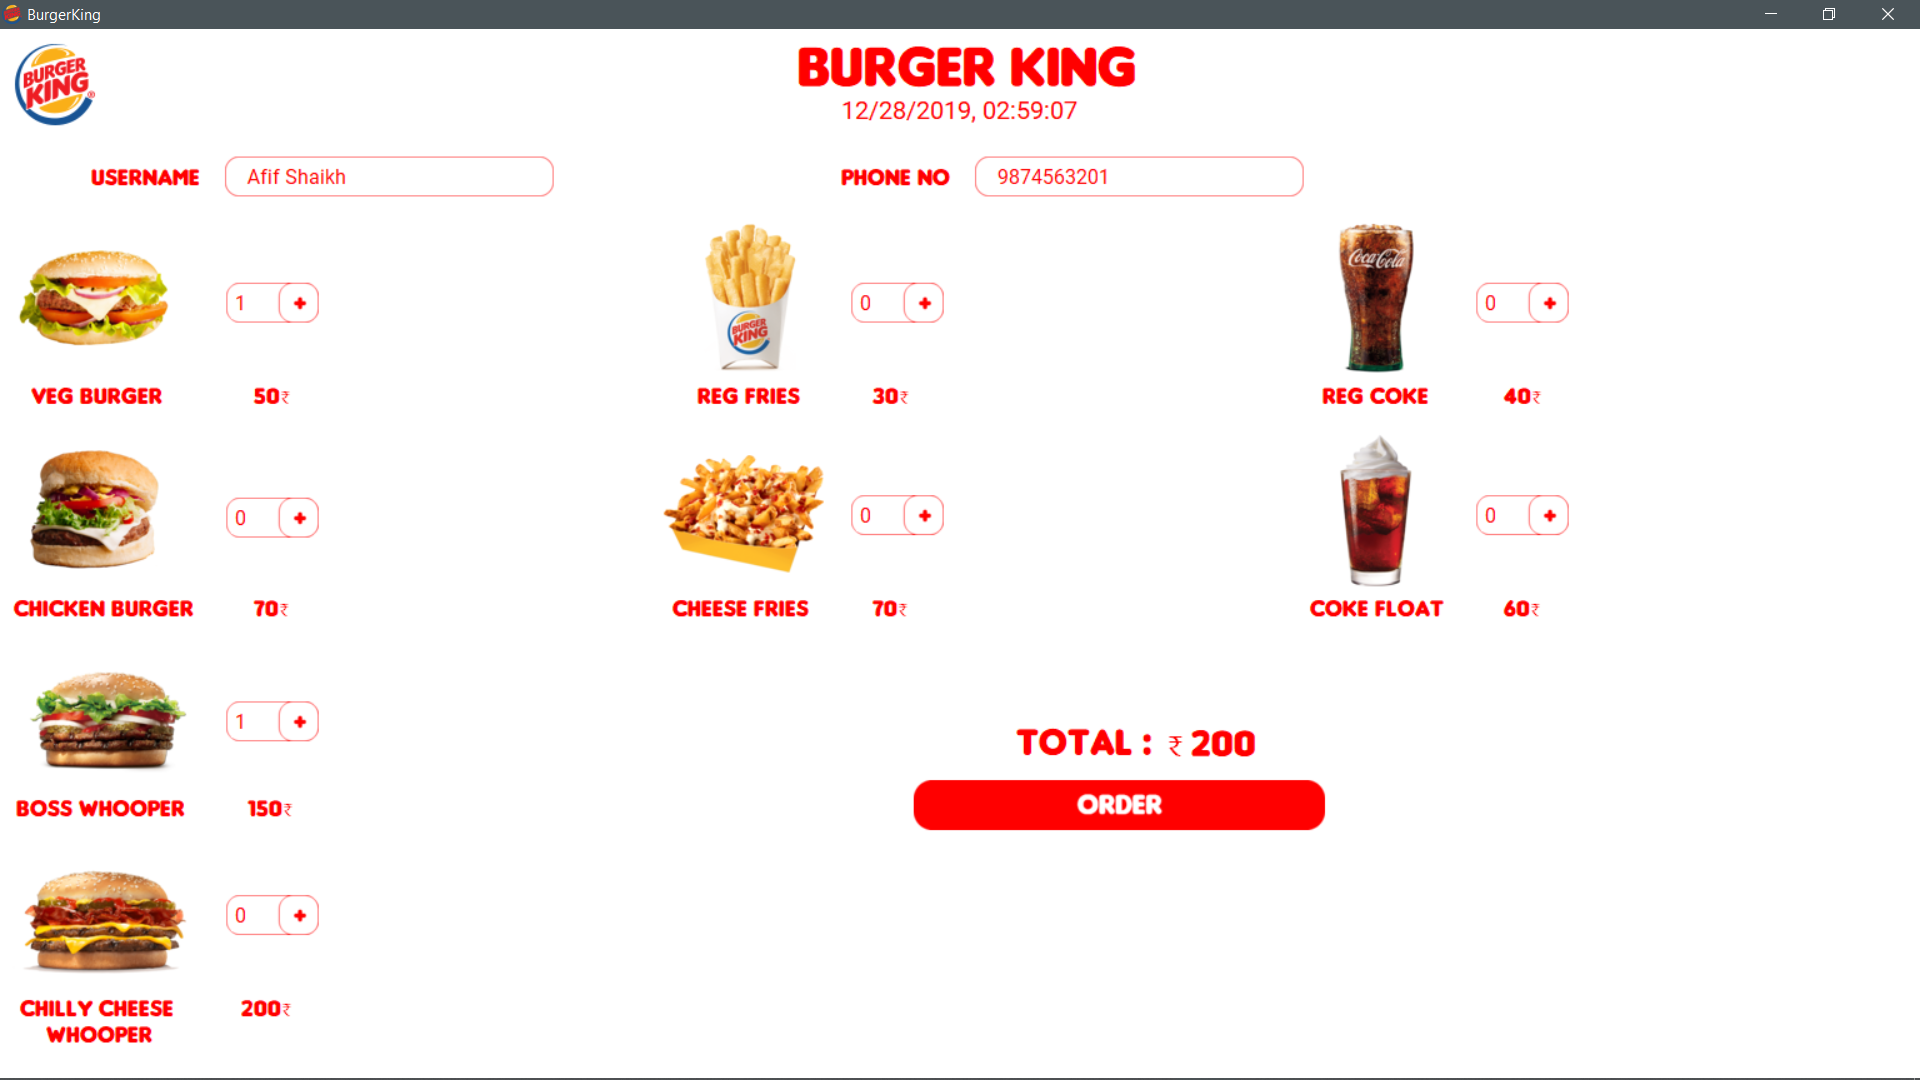 BurgerKing
BURGER KING®
BURGER KING
12/28/2019, 02:59:07
USERNAME Afif Shaikh PHONE NO 9874563201
BURGER KING
Coca-Cola
1 + 0 + 0 +
VEG BURGER 50₹ REG FRIES 30₹ REG COKE 40₹
0 + 0 + 0 +
CHICKEN BURGER 70₹ CHEESE FRIES 70₹ COKE FLOAT 60₹
1 +
TOTAL : ₹ 200
BOSS WHOOPER 150₹
ORDER
0 +
CHILLY CHEESE 200₹
WHOOPER